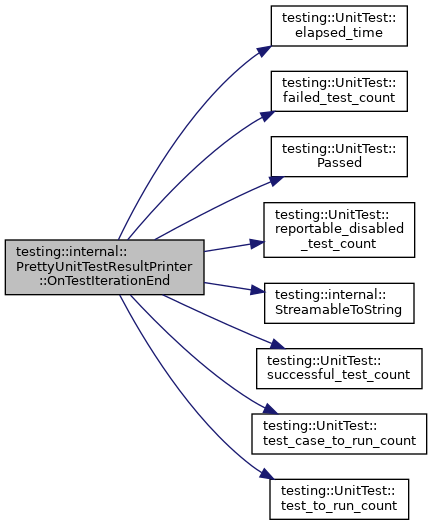 testing::UnitTest::
elapsed_time
testing::UnitTest::
failed_test_count
testing::UnitTest::
Passed
testing::UnitTest::
reportable_disabled
_test_count
testing::internal::
PrettyUnitTestResultPrinter
::OnTestIterationEnd
testing::internal::
StreamableToString
testing::UnitTest::
successful_test_count
testing::UnitTest::
test_case_to_run_count
testing::UnitTest::
test_to_run_count